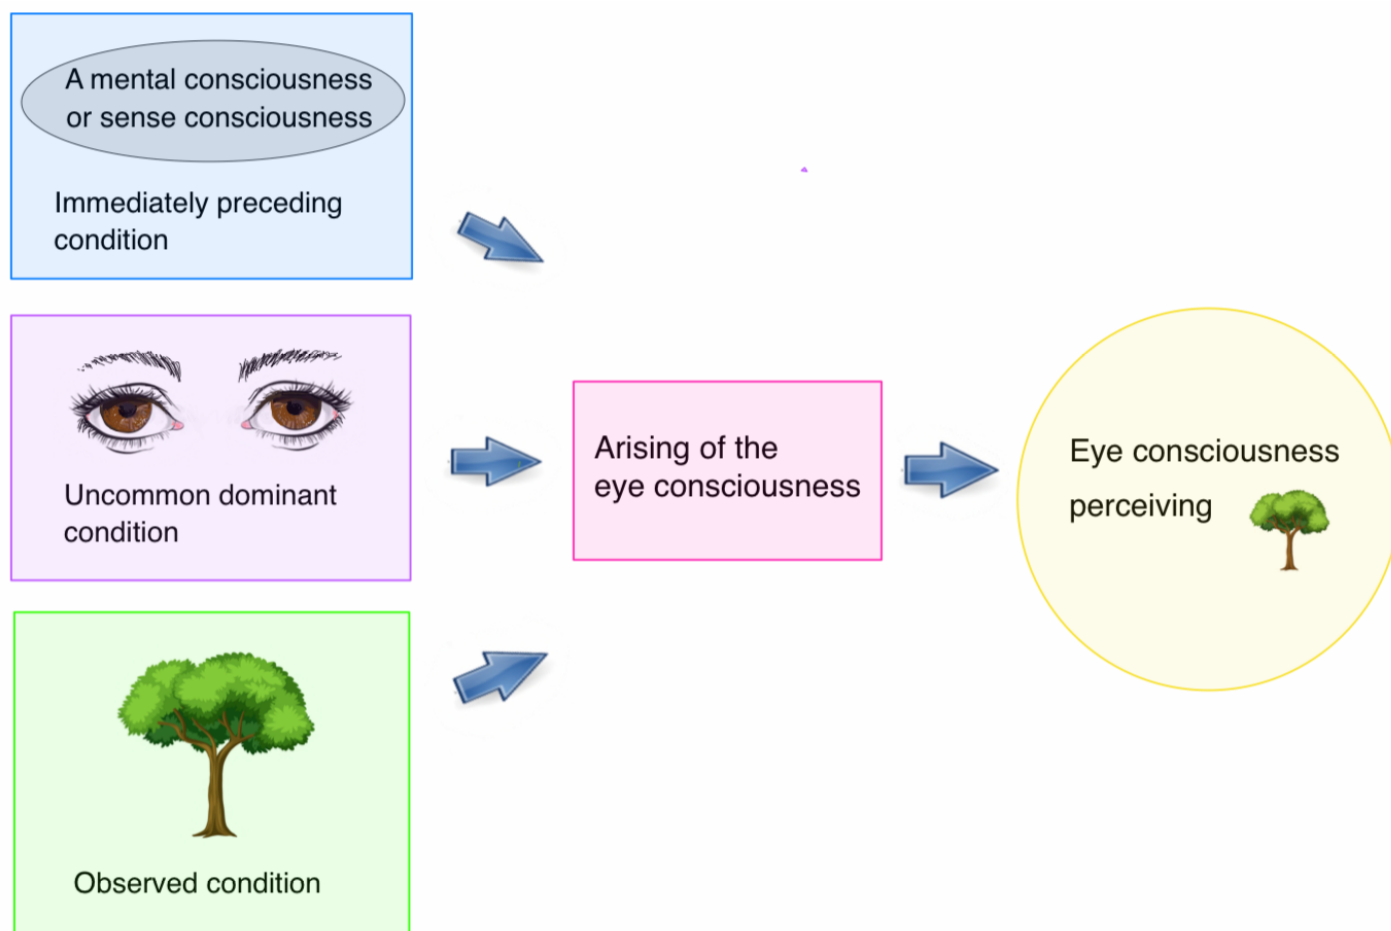 A mental consciousness
or sense consciousness
Immediately preceding
condition
Uncommon dominant
condition
Observed condition
Arising of the
eye consciousness
Eye consciousness
perceiving